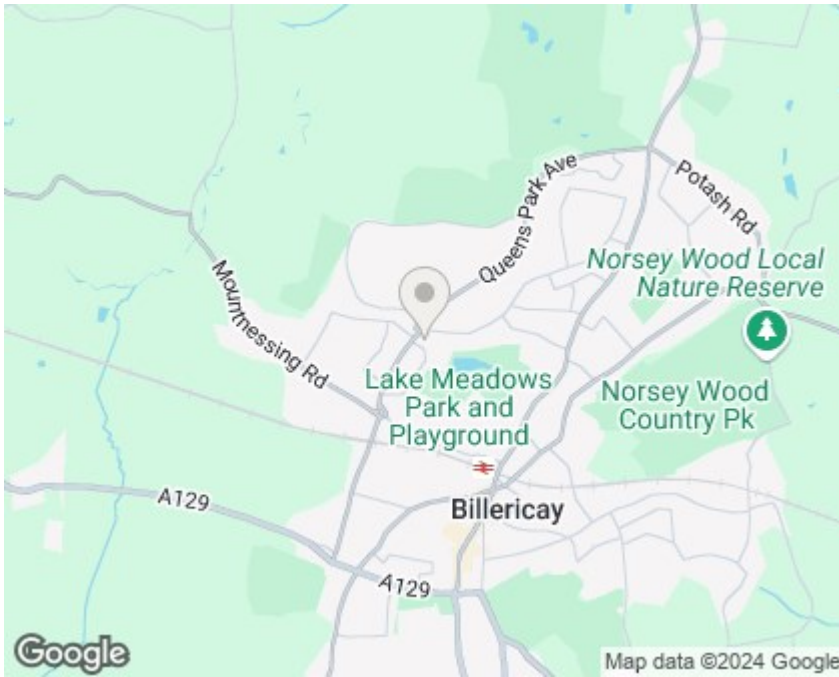 Queens Park Ave
Potash Rd
Norsey Wood Local
Nature Reserve
Mountnessing Rd
Lake Meadows
Park and
Playground
Norsey Wood
Country Pk
A129
Billericay
A129
Google
Map data ©2024 Google